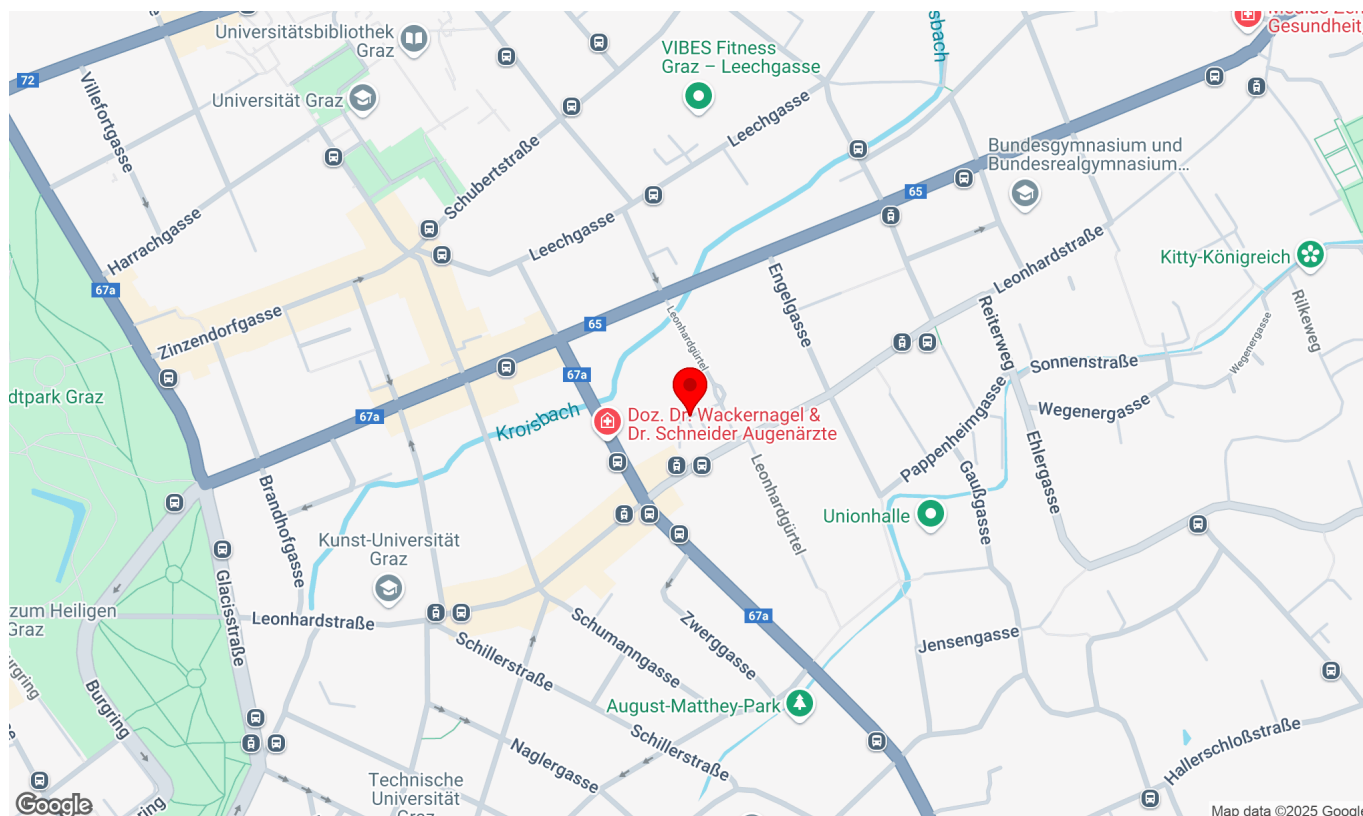 Universitätsbibliothek
Graz
VIBES Fitness
Graz – Leechgasse
Kroisbach
Gesundheit,
72
Villefortgasse
Universität Graz
Leechgasse
Schubertstraße
Bundesgymnasium und
Bundesrealgymnasium...
65
Harrachgasse
Leechgasse
Leonhardstraße
Kitty-Königreich
67a
Engelgasse
Reiterweg
Rilkeweg
Zinzendorfgasse
65
Leonhardgürtel
Sonnenstraße
Wegenergasse
67a
dtpark Graz
67a
Kroisbach
Doz. Dr. Wackernagel &
Dr. Schneider Augenärzte
Wegenergasse
Pappenheimgasse
Ehlergasse
Brandhofgasse
Leonhardgürtel
Gaußgasse
Unionhalle
Kunst-Universität
Graz
Glacisstraße
zum Heiligen
Graz
Leonhardstraße
67a
Schumanngasse
Zwerggasse
Jensengasse
Schillerstraße
Burgring
August-Matthey-Park
Schillerstraße
Naglergasse
Hallerschloßstraße
Technische
Universität
Graz
Google
Map data ©2025 Google